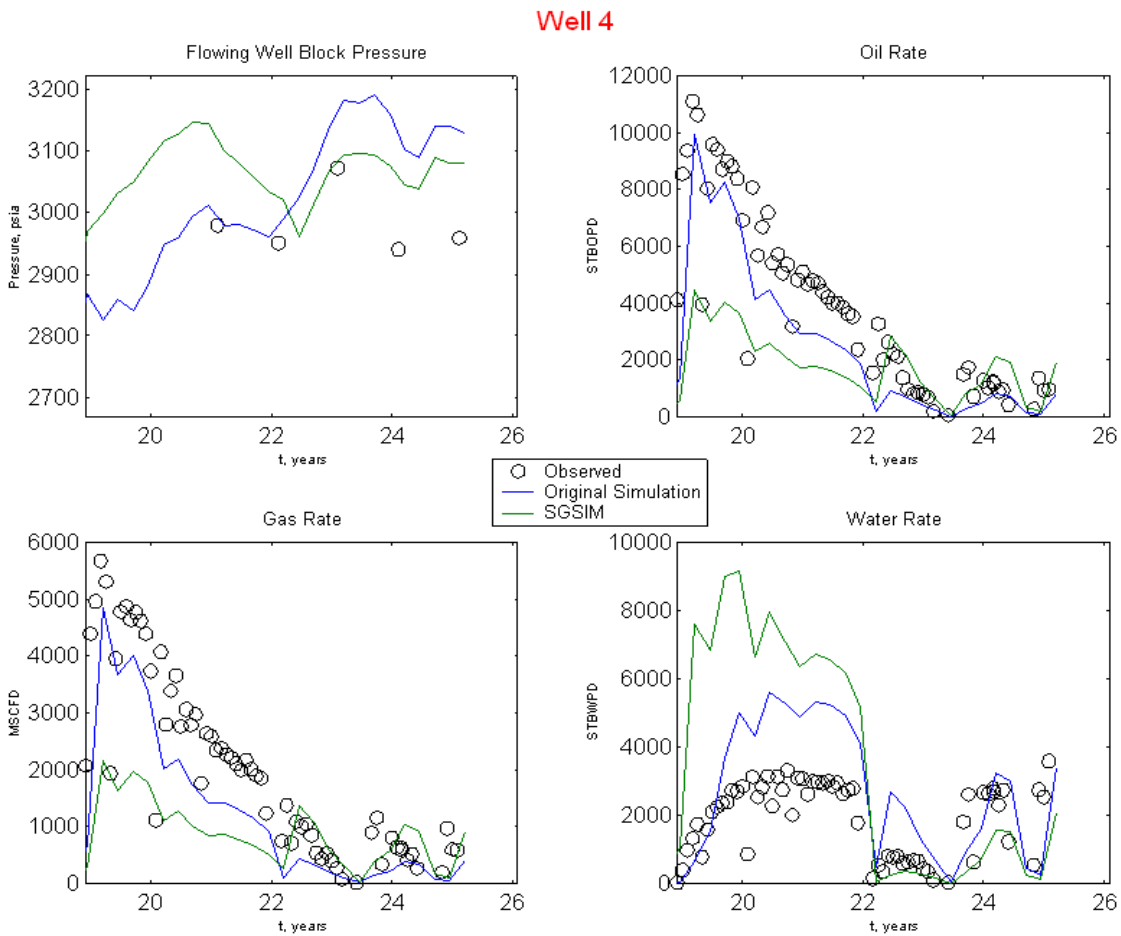 Well 4
Flowing Well Block Pressure
3200
3100
3000
2900
2800
2700
Pressure, psia
20
22
24
26
t, years
Oil Rate
12000
10000
8000
6000
4000
2000
0
STBOPD
20
22
24
26
t, years
Observed
Original Simulation
SGSIM
Gas Rate
6000
5000
4000
3000
2000
1000
0
MSCFD
20
22
24
26
t, years
Water Rate
10000
8000
6000
4000
2000
0
STBWPD
20
22
24
26
t, years